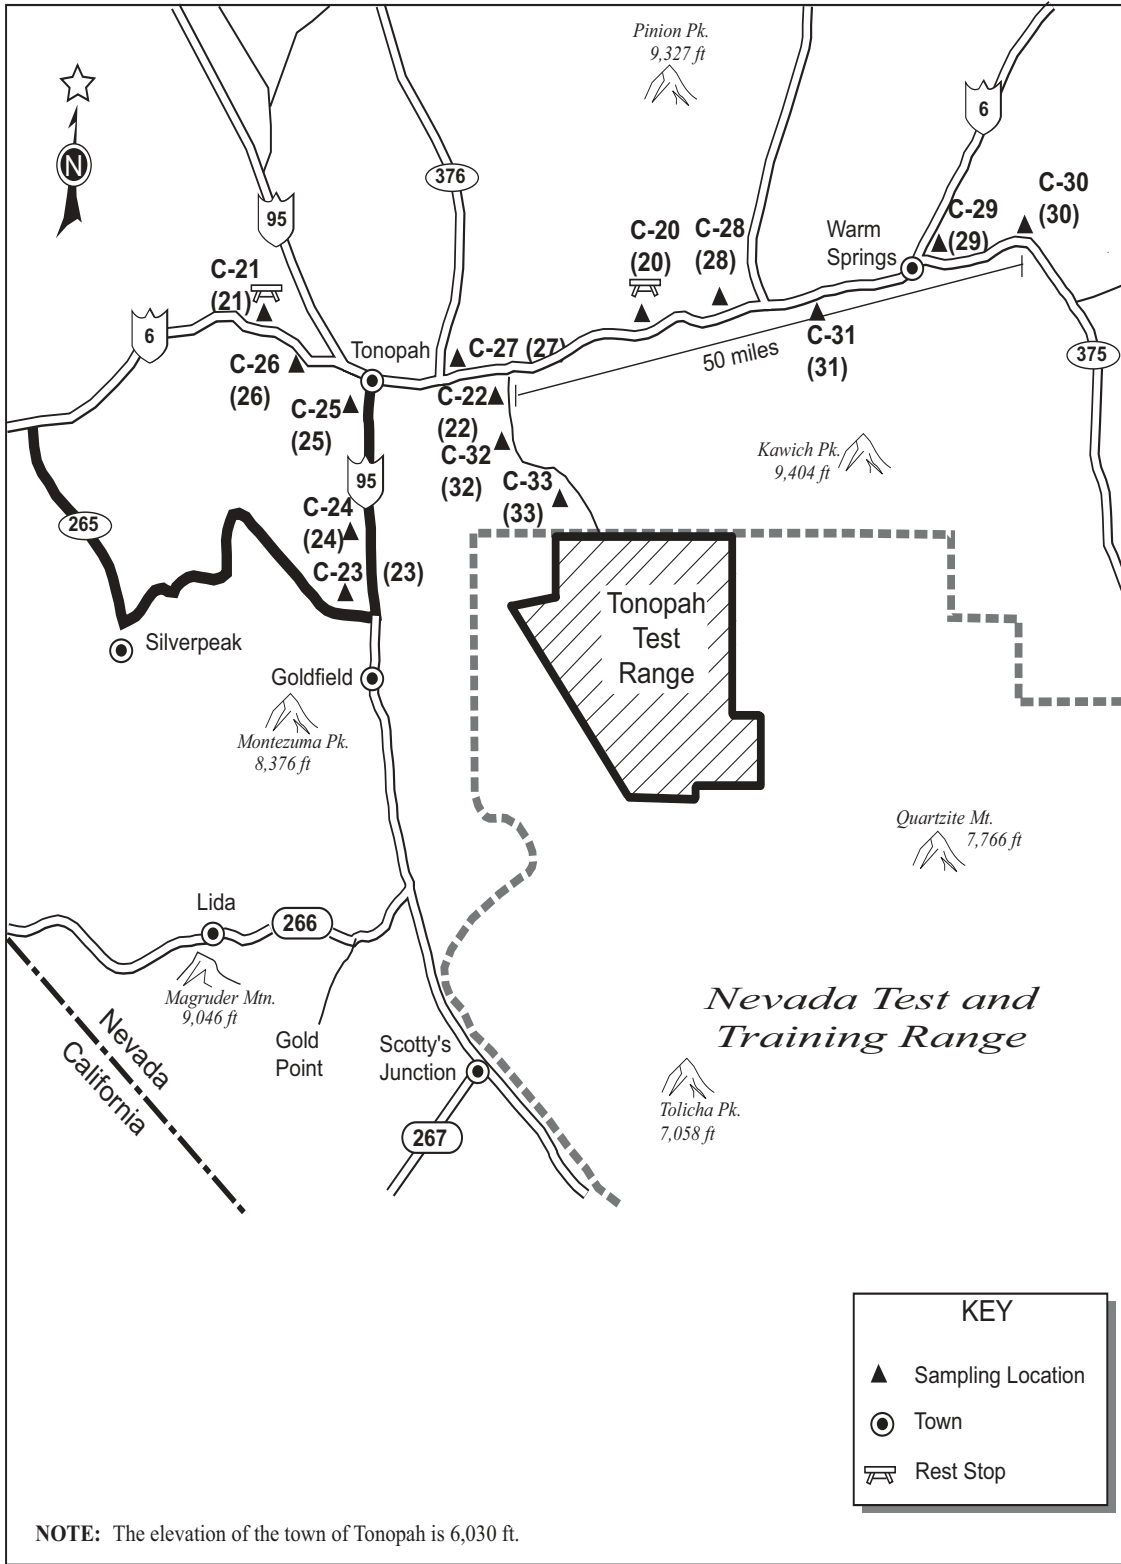 Pinion Pk.
9,327 ft
N
6
376
95
C-30
(30)
C-29
(29)
C-20
(20)
C-28
(28)
Warm
Springs
C-21
(21)
6
Tonopah
C-27 (27)
50 miles
C-31
(31)
375
C-26
(26)
C-25
(25)
C-22
(22)
C-32
(32)
Kawich Pk.
9,404 ft
95
C-33
(33)
265
C-24
(24)
C-23 (23)
Tonopah
Test
Range
Silverpeak
Goldfield
Montezuma Pk.
8,376 ft
Quartzite Mt.
7,766 ft
Lida
266
Magruder Mtn.
9,046 ft
Nevada
California
Gold
Point
Scotty's
Junction
Nevada Test and
Training Range
Tolicha Pk.
7,058 ft
267
KEY
Sampling Location
Town
Rest Stop
NOTE: The elevation of the town of Tonopah is 6,030 ft.